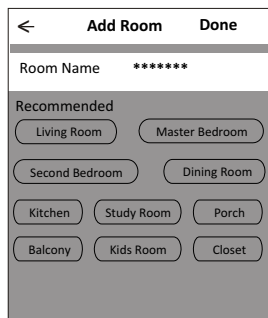 Add Room Done
Room Name *******
Recommended
Living Room Master Bedroom
Second Bedroom Dining Room
Kitchen Study Room Porch
Balcony Kids Room Closet